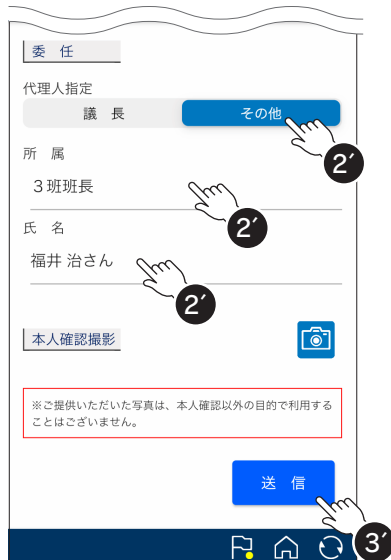 委 任
代理人指定
議 長
その他
2´
所 属
３班班長
2´
氏 名
福井 治さん
2´
本人確認撮影
※ご提供いただいた写真は、本人確認以外の目的で利用する
ことはございません。
送 信
3´